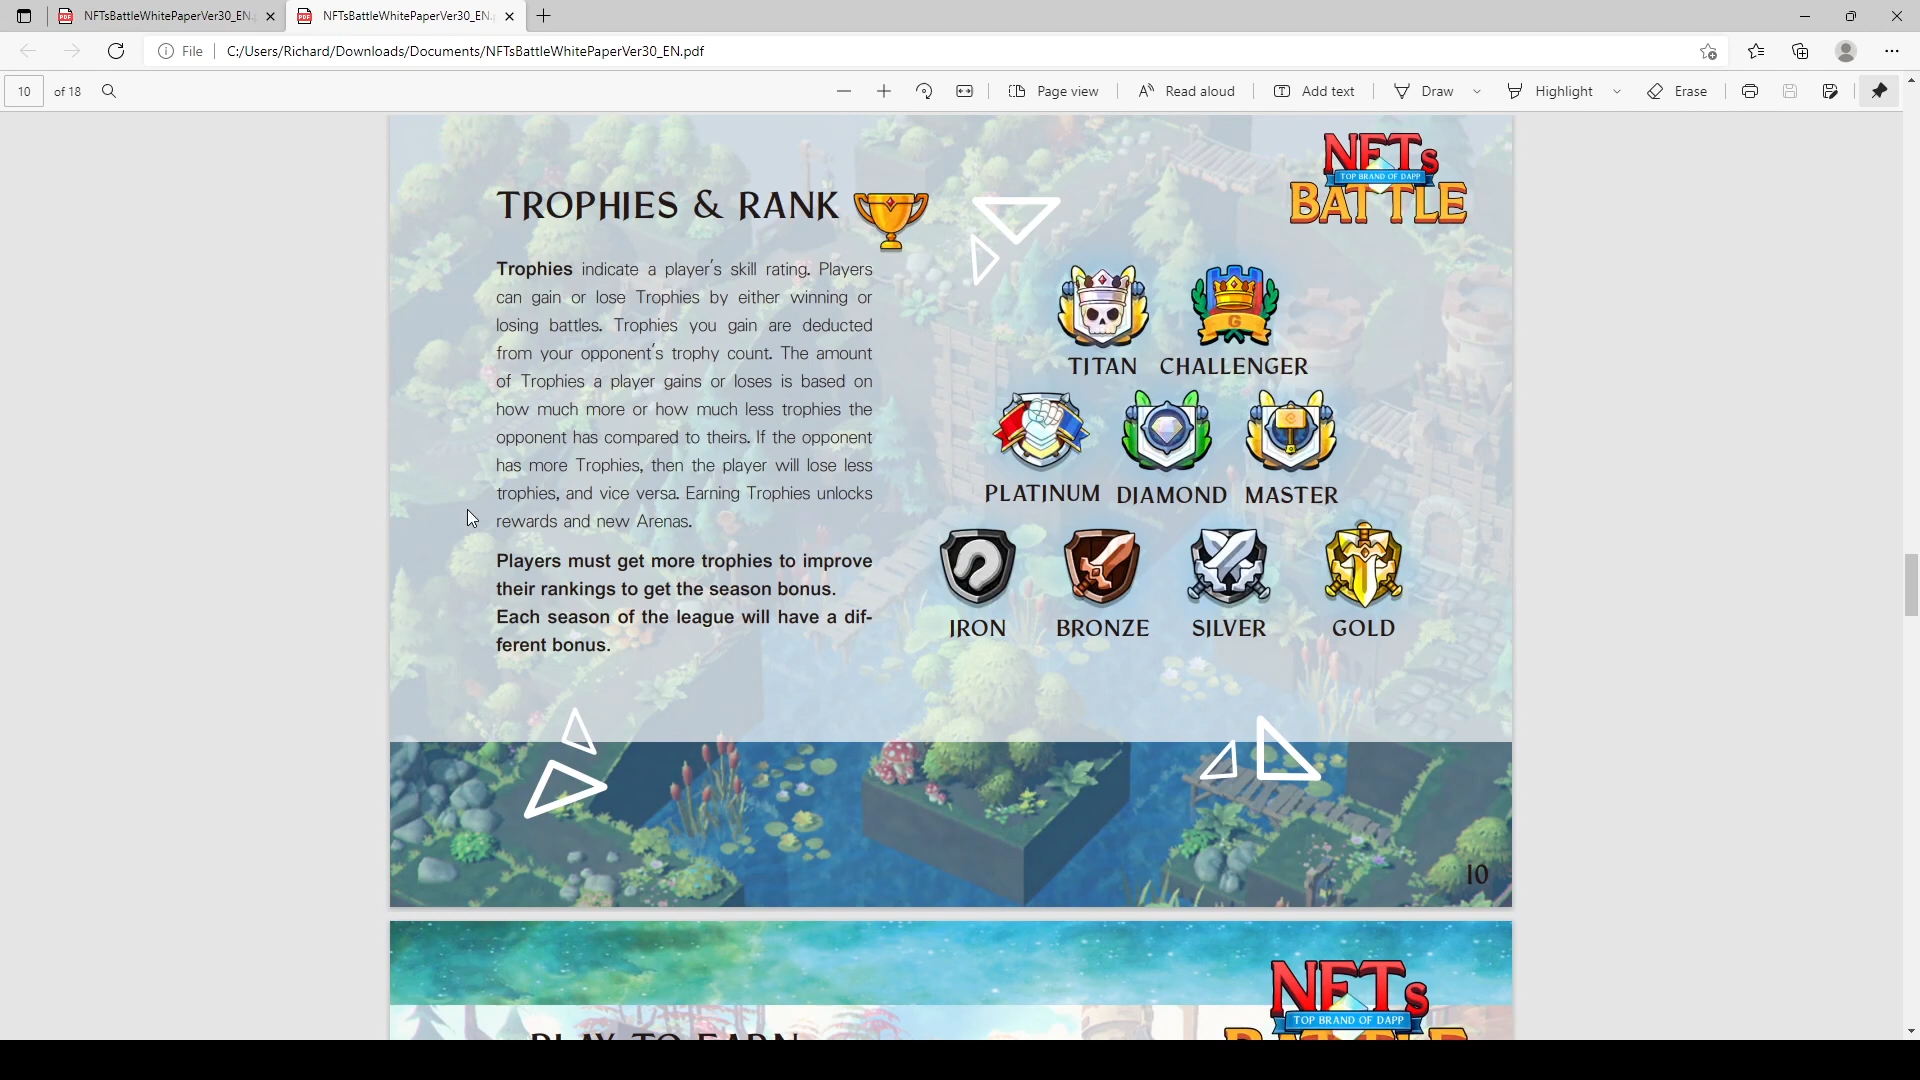 NFTsBattleWhitePaperVer30_EN.
NFTsBattleWhitePaperVer30_EN.
File
C:/Users/Richard/Downloads/Documents/NFTsBattleWhitePaperVer30_EN.pdf
10 of 18
Page view
Read aloud
Add text
Draw
Highlight
Erase
NFTs
TOP BRAND OF DAPP
BATTLE
TROPHIES & RANK
Trophies indicate a player's skill rating. Players
can gain or lose Trophies by either winning or
losing battles. Trophies you gain are deducted
from your opponent's trophy count. The amount
of Trophies a player gains or loses is based on
how much more or how much less trophies the
opponent has compared to theirs. If the opponent
has more Trophies, then the player will lose less
trophies, and vice versa. Earning Trophies unlocks
rewards and new Arenas.
Players must get more trophies to improve
their rankings to get the season bonus.
Each season of the league will have a dif-
ferent bonus.
G
TITAN CHALLENGER
PLATINUM DIAMOND MASTER
IRON BRONZE SILVER GOLD
10
NFTs
TOP BRAND OF DAPP
BATTLE
PLAY TO EARN